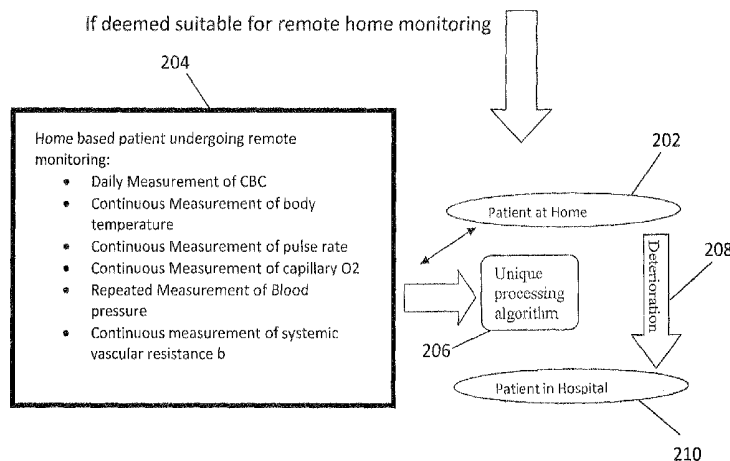 If deemed suitable for remote home monitoring
204
Home based patient undergoing remote
monitoring:
• Daily Measurement of CBC
• Continuous Measurement of body
temperature
• Continuous Measurement of pulse rate
• Continuous Measurement of capillary O2
• Repeated Measurement of Blood
pressure
• Continuous measurement of systemic
vascular resistance b
202
Patient at Home
Unique
processing
algorithm
206
Deterioration
208
Patient in Hospital
210